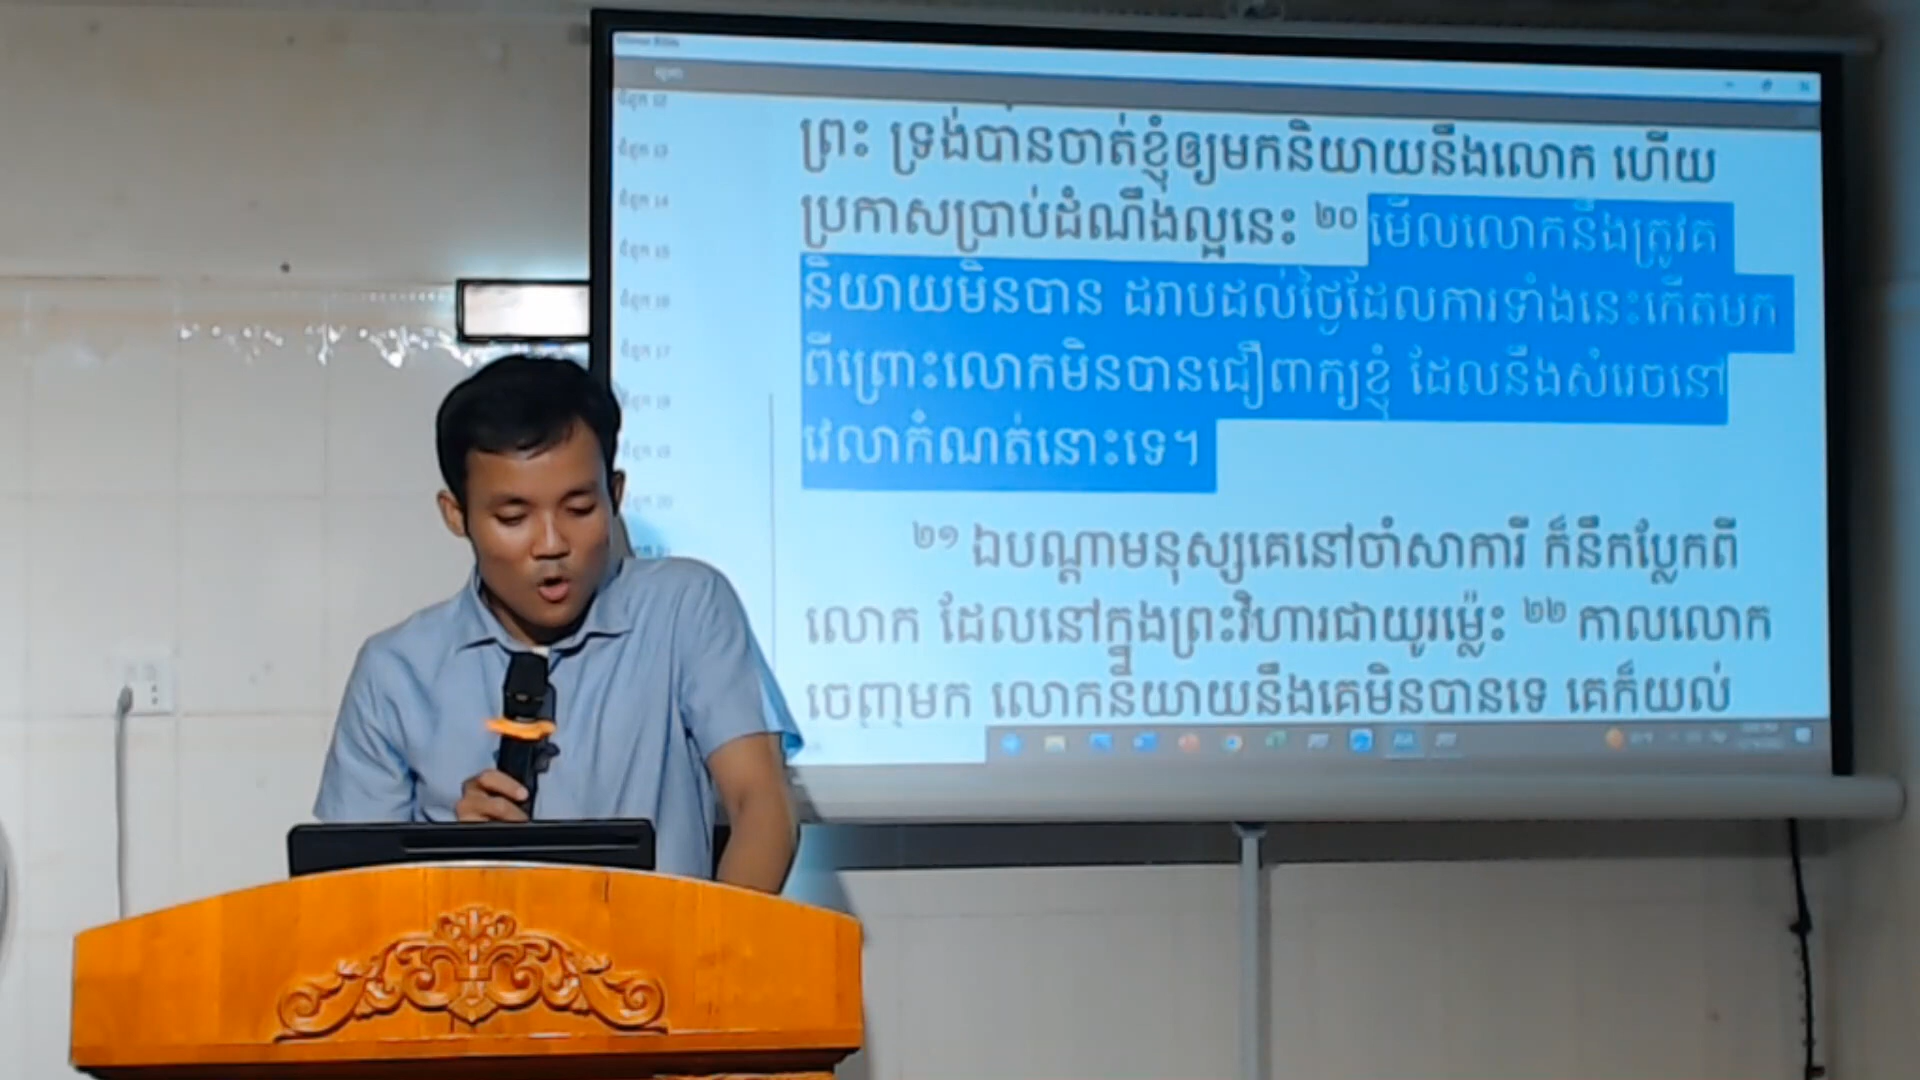 ព្រះ ទ្រង់បានចាត់ខ្ញុំឲ្យមកនិយាយនឹងលោក ហើយ
ប្រកាសប្រាប់ដំណឹងល្អនេះ ២០ មើលលោកនឹងត្រូវគ
និយាយមិនបាន ដរាបដល់ថ្ងៃដែលការទាំងនេះកើតមក
ពីព្រោះលោកមិនបានជឿពាក្យខ្ញុំ ដែលនឹងសំរេចនៅ
វេលាកំណត់នោះទេ។
២១ ឯបណ្តាមនុស្សគេនៅចាំសាការី ក៏នឹកប្លែកពី
លោក ដែលនៅក្នុងព្រះវិហារជាយូរម៉្លេះ ២២ កាលលោក
ចេញមក លោកនិយាយនឹងគេមិនបានទេ គេក៏យល់